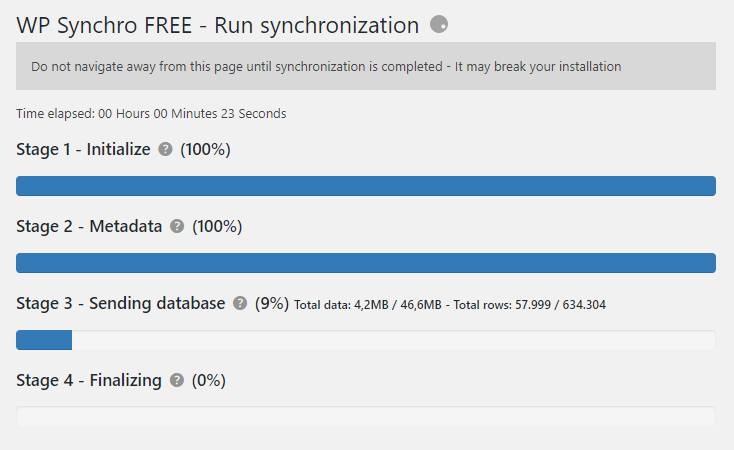 WP Synchro FREE - Run synchronization
Do not navigate away from this page until synchronization is completed - It may break your installation
Time elapsed: 00 Hours 00 Minutes 23 Seconds
Stage 1 - Initialize ? (100%)
Stage 2 - Metadata ? (100%)
Stage 3 - Sending database ? (9%) Total data: 4,2MB / 46,6MB - Total rows: 57.999 / 634.304
Stage 4 - Finalizing ? (0%)